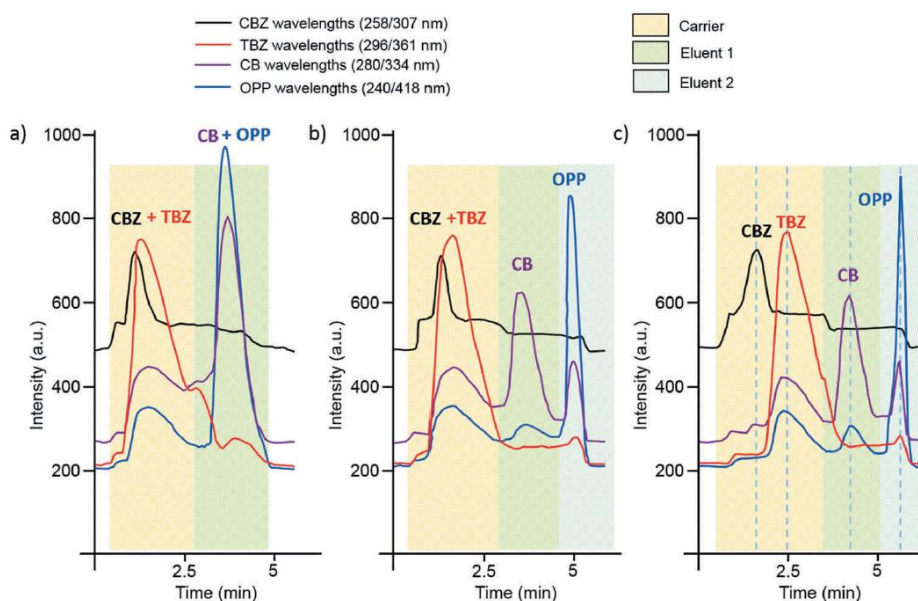 CBZ wavelengths (258/307 nm)
TBZ wavelengths (296/361 nm)
CB wavelengths (280/334 nm)
OPP wavelengths (240/418 nm)
Carrier
Eluent 1
Eluent 2
a)
1000
800
600
400
200
Intensity (a.u.)
CBZ + TBZ
CB + OPP
2.5
5
Time (min)
b)
1000
800
600
400
200
Intensity (a.u.)
CBZ +TBZ
CB
OPP
2.5
5
Time (min)
c)
1000
800
600
400
200
Intensity (a.u.)
CBZ TBZ
CB
OPP
2.5
5
Time (min)